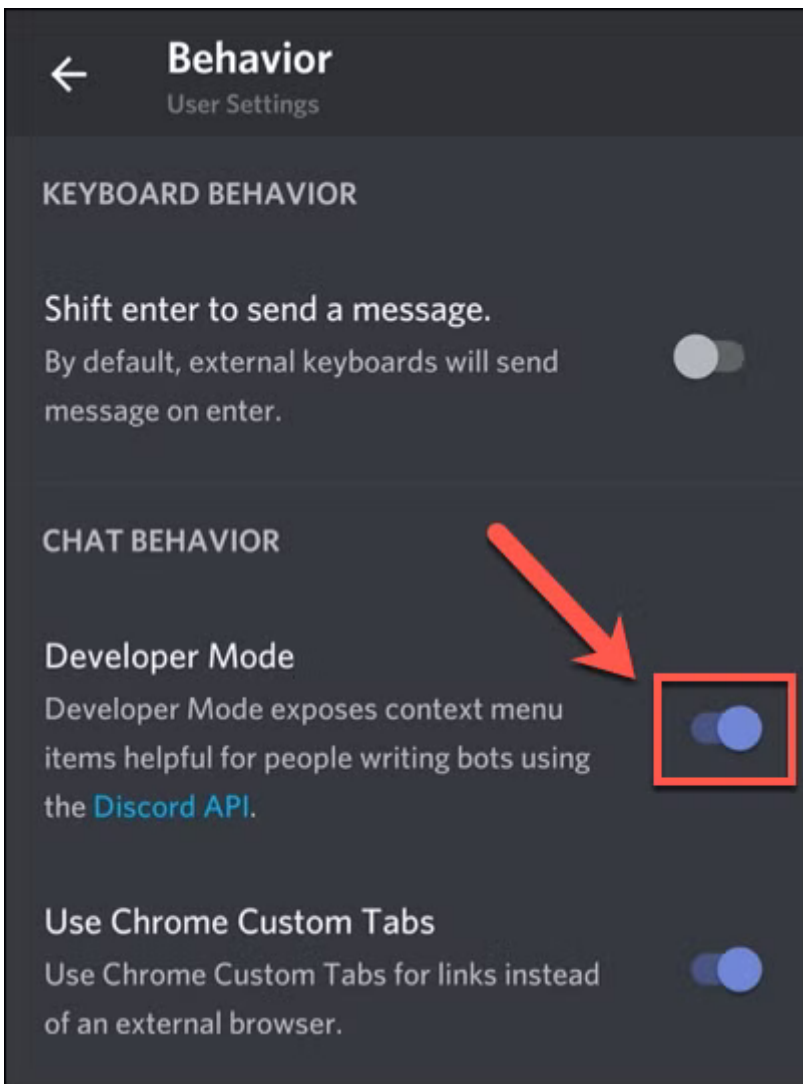 Behavior
User Settings
KEYBOARD BEHAVIOR
Shift enter to send a message.
By default, external keyboards will send
message on enter.
CHAT BEHAVIOR
Developer Mode
Developer Mode exposes context menu
items helpful for people writing bots using
the Discord API.
Use Chrome Custom Tabs
Use Chrome Custom Tabs for links instead
of an external browser.